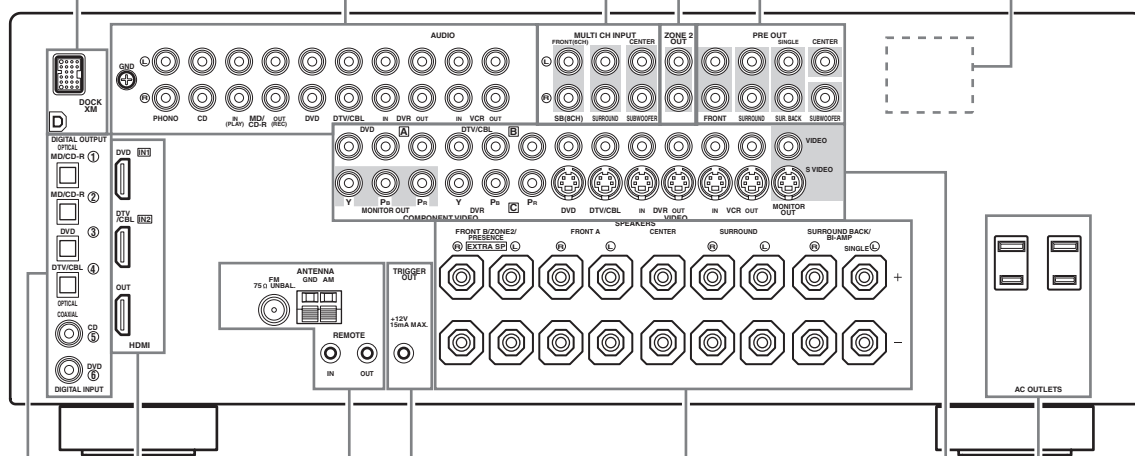 AUDIO
MULTI CH INPUT
FRONT(6CH) CENTER
ZONE 2
OUT
PRE OUT
SINGLE CENTER
GND
L
R
DOCK
XM
D
PHONO CD IN (PLAY) MD/CD-R OUT (REC) DVD DTV/CBL IN DVR OUT IN VCR OUT
SB(8CH) SURROUND SUBWOOFER
L
R
FRONT SURROUND SUR. BACK SUBWOOFER
DIGITAL OUTPUT
OPTICAL
MD/CD-R 1
MD/CD-R 2
DVD 3
DTV/CBL 4
OPTICAL
COAXIAL
CD
5
DVD
6
DIGITAL INPUT
DVD IN1
DTV
/CBL IN2
OUT
HDMI
DVD A DTV/CBL B
VIDEO
S VIDEO
Y PB PR Y PB PR
MONITOR OUT DVR C
COMPONENT VIDEO
DVD DTV/CBL IN DVR OUT IN VCR OUT
VIDEO
MONITOR
OUT
SPEAKERS
FRONT B/ZONE2/
PRESENCE
R EXTRA SP L
FRONT A
R L
CENTER
SURROUND
R L
SURROUND BACK/
BI-AMP
R SINGLE L
+
–
ANTENNA
FM
75Ω UNBAL.
GND AM
REMOTE
IN OUT
TRIGGER
OUT
+12V
15mA MAX.
AC OUTLETS